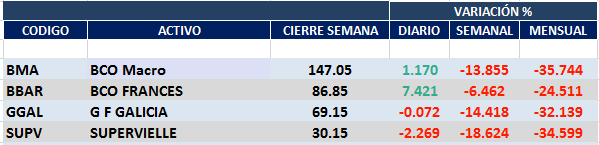 VARIACIÓN %
CODIGO ACTIVO CIERRE SEMANA DIARIO SEMANAL MENSUAL
BMA BCO Macro 147.05 1.170 -13.855 -35.744
BBAR BCO FRANCES 86.85 7.421 -6.462 -24.511
GGAL G F GALICIA 69.15 -0.072 -14.418 -32.139
SUPV SUPERVIELLE 30.15 -2.269 -18.624 -34.599